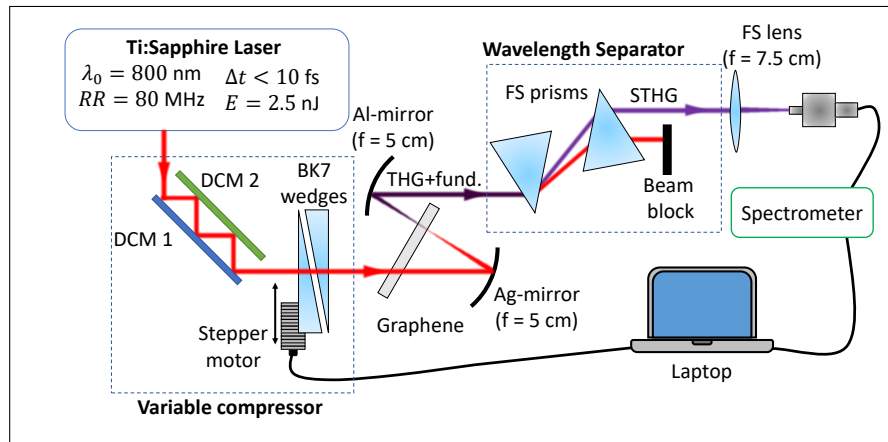 Ti:Sapphire Laser
λ₀ = 800 nm Δt < 10 fs
RR = 80 MHz E = 2.5 nJ
Wavelength Separator
FS lens
(f = 7.5 cm)
FS prisms
STHG
Al-mirror
(f = 5 cm)
DCM 2
BK7
wedges
THG+fund.
Beam
block
Spectrometer
DCM 1
Stepper
motor
Graphene
Ag-mirror
(f = 5 cm)
Laptop
Variable compressor